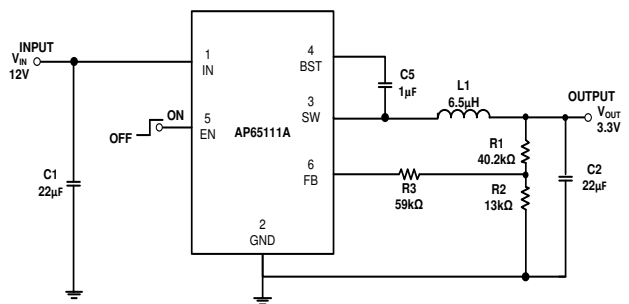 INPUT
VIN
12V
C1
22μF
ON
OFF
1
IN
5
EN
AP65111A
4
BST
3
SW
6
FB
2
GND
C5
1μF
L1
6.5μH
R3
59kΩ
R1
40.2kΩ
R2
13kΩ
C2
22μF
OUTPUT
VOUT
3.3V